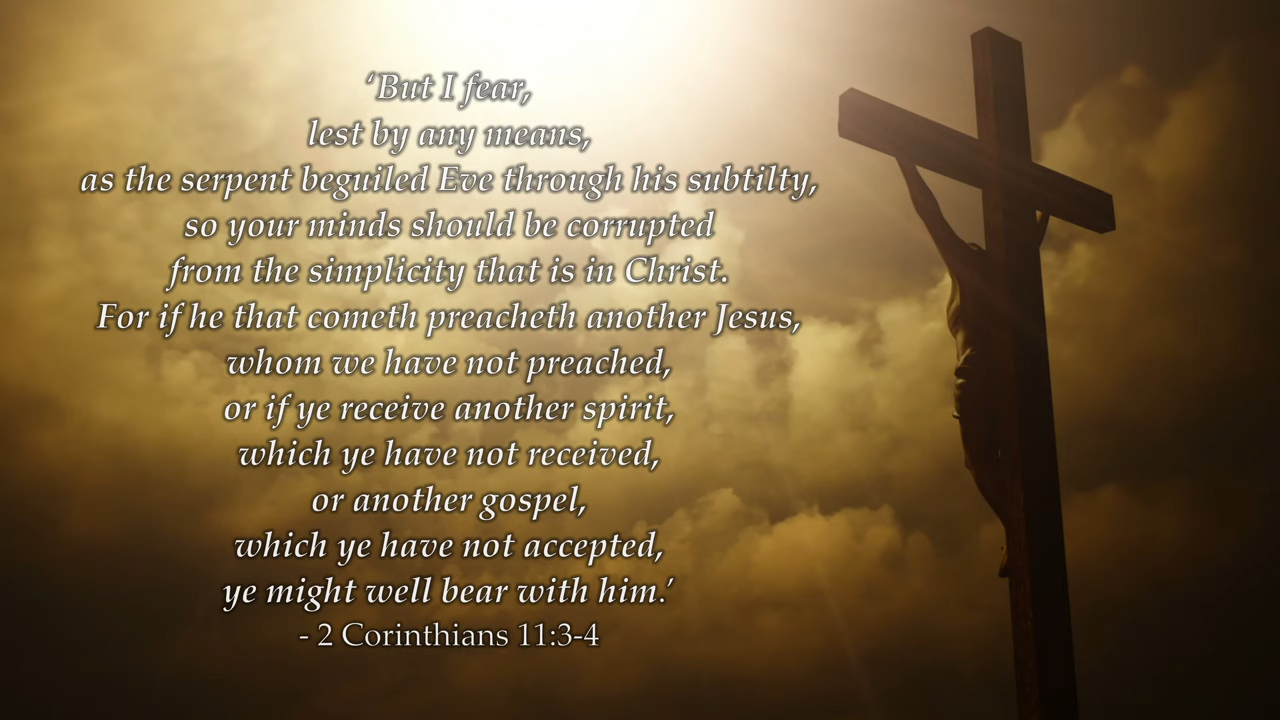 ‘But I fear,
lest by any means,
as the serpent beguiled Eve through his subtilty,
so your minds should be corrupted
from the simplicity that is in Christ.
For if he that cometh preacheth another Jesus,
whom we have not preached,
or if ye receive another spirit,
which ye have not received,
or another gospel,
which ye have not accepted,
ye might well bear with him.’
- 2 Corinthians 11:3-4